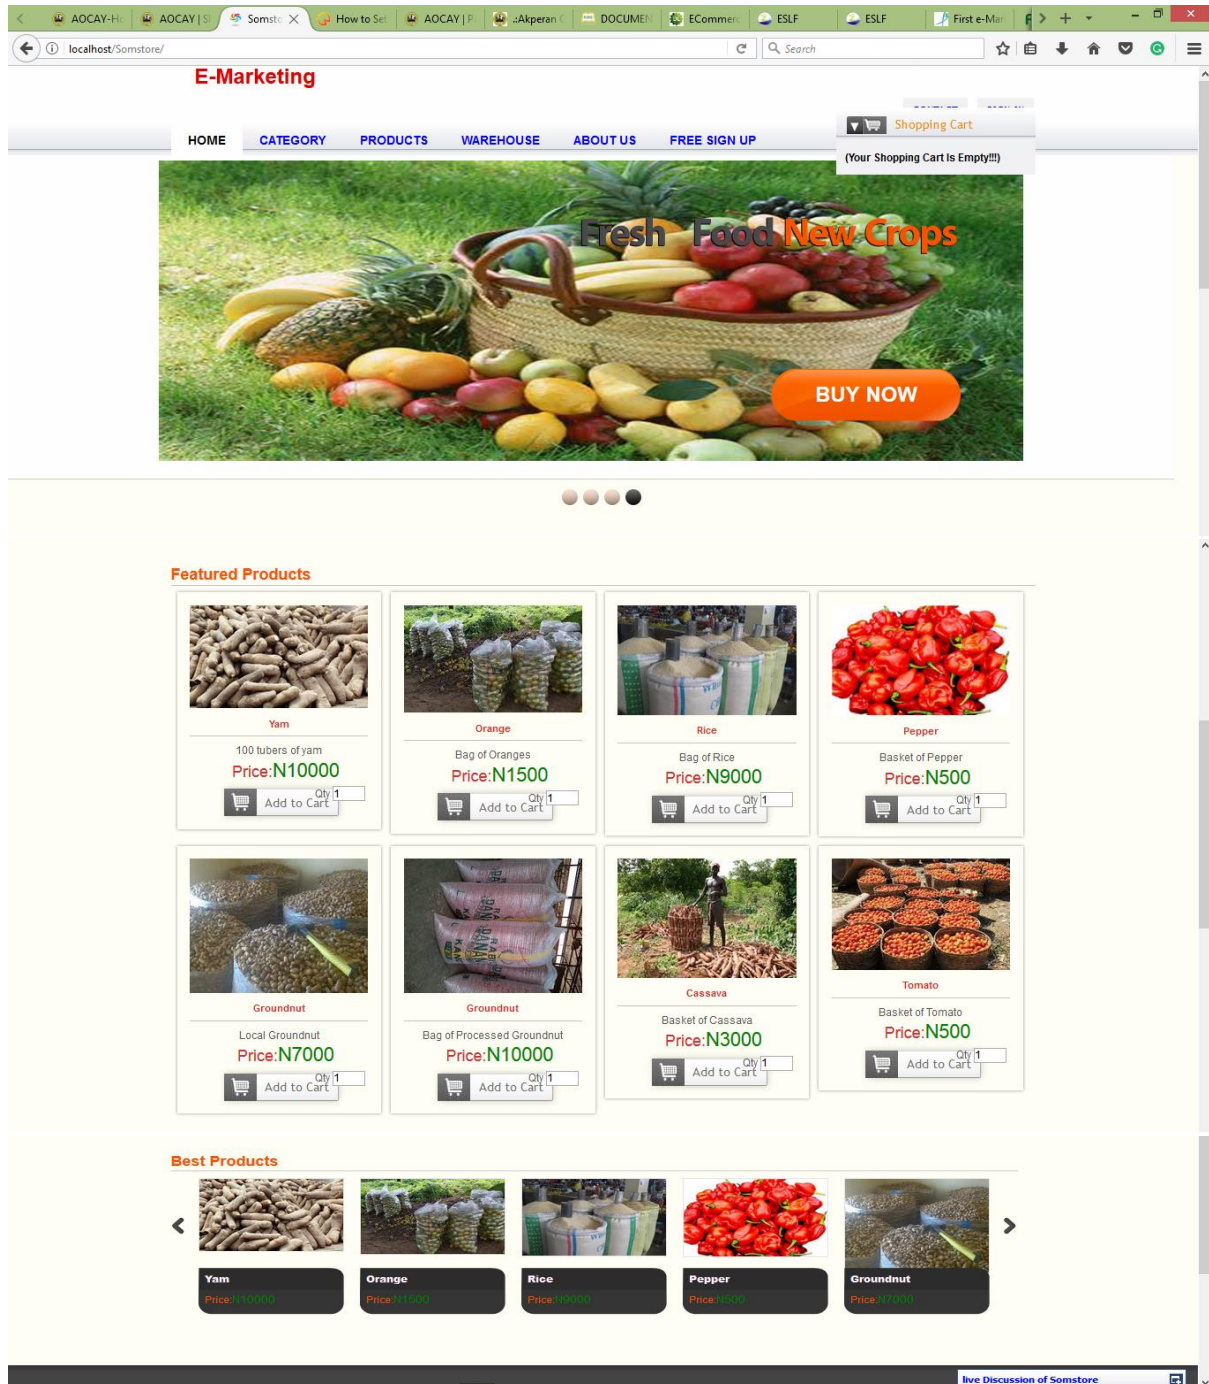 AOCAY-Ho
AOCAY | S
Somsto
How to Set
AOCAY | P
.:Akperan
DOCUMEN
ECommerc
ESLF
ESLF
First e-Mar
localhost/Somstore/
Search
E-Marketing
HOME
CATEGORY
PRODUCTS
WAREHOUSE
ABOUT US
FREE SIGN UP
Shopping Cart
(Your Shopping Cart Is Empty!!!)
Fresh Food New Crops
BUY NOW
Featured Products
Yam
100 tubers of yam
Price:N10000
Qty 1
Add to Cart
Orange
Bag of Oranges
Price:N1500
Qty 1
Add to Cart
Rice
Bag of Rice
Price:N9000
Qty 1
Add to Cart
Pepper
Basket of Pepper
Price:N500
Qty 1
Add to Cart
Groundnut
Local Groundnut
Price:N7000
Qty 1
Add to Cart
Groundnut
Bag of Processed Groundnut
Price:N10000
Qty 1
Add to Cart
Cassava
Basket of Cassava
Price:N3000
Qty 1
Add to Cart
Tomato
Basket of Tomato
Price:N500
Qty 1
Add to Cart
Best Products
Yam
Price:N10000
Orange
Price:N1500
Rice
Price:N9000
Pepper
Price:N500
Groundnut
Price:N7000
live Discussion of Somstore